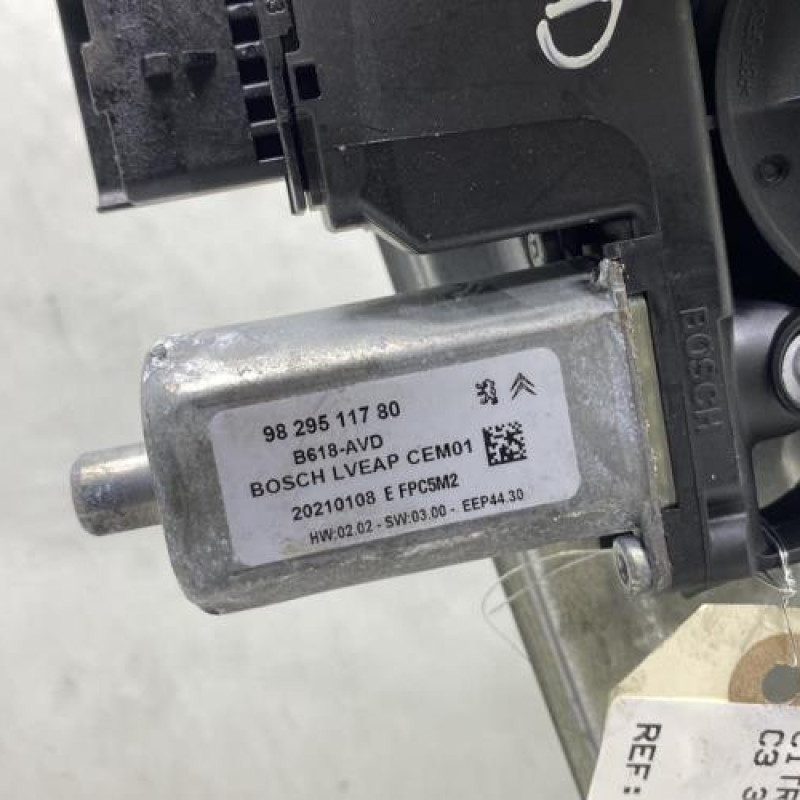 98 295 117 80
B618-AVD
BOSCH LVEAP CEM01
20210108 E FPC5M2
HW:02.02 - SW:03.00 - EEP44.30
BOSCH
REF:
C3 3